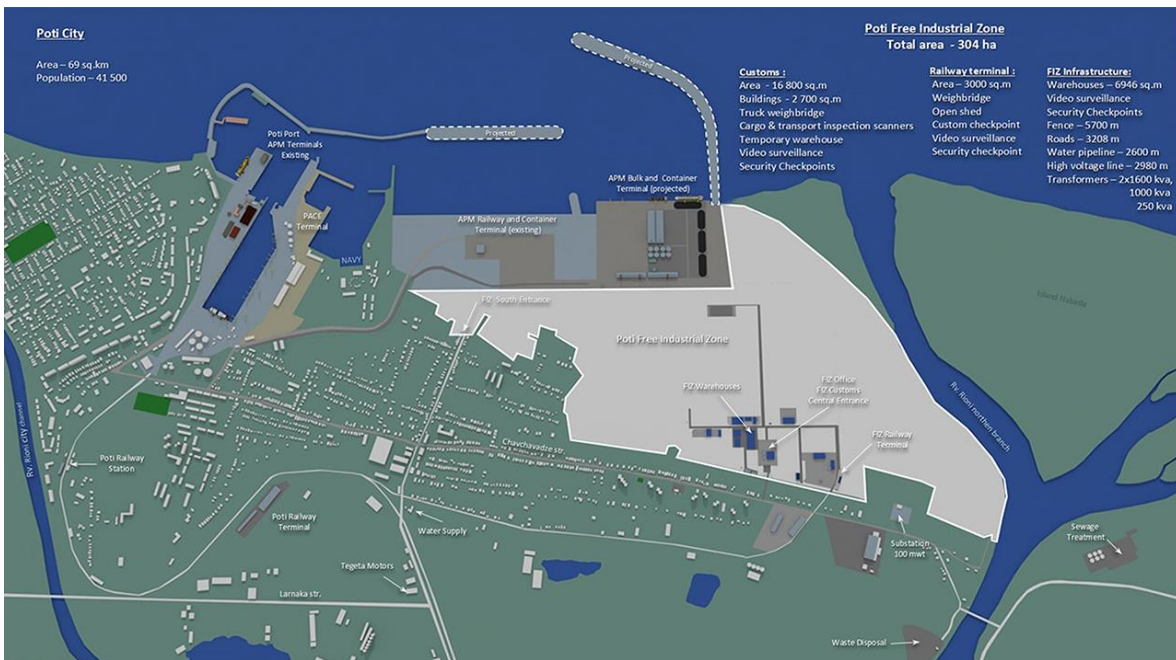 Poti City
Area – 69 sq.km
Population – 41 500
Poti Free Industrial Zone
Total area - 304 ha
Customs :
Area - 16 800 sq.m
Buildings - 2 700 sq.m
Truck weighbridge
Cargo & transport inspection scanners
Temporary warehouse
Video surveillance
Security Checkpoints
Railway terminal :
Area – 3000 sq.m
Weighbridge
Open shed
Custom checkpoint
Video surveillance
Security checkpoint
FIZ Infrastructure:
Warehouses – 6946 sq.m
Video surveillance
Security Checkpoints
Fence – 5700 m
Roads – 3208 m
Water pipeline – 2600 m
High voltage line – 2980 m
Transformers – 2x1600 kva,
1000 kva
250 kva
Projected
Projected
Poti Port
APM Terminals
Existing
PACE
Terminal
NAVY
APM Railway and Container
Terminal (existing)
APM Bulk and Container
Terminal (projected)
FIZ South Entrance
Poti Free Industrial Zone
FIZ Warehouses
FIZ Office
FIZ Customs
Central Entrance
FIZ Railway
Terminal
Rv. Rioni northen branch
Rv. Rioni city channel
Chavchavadze str.
Poti Railway
Station
Poti Railway
Terminal
Water Supply
Tegeta Motors
Larnaka str.
Substation
100 mwt
Sewage
Treatment
Waste Disposal